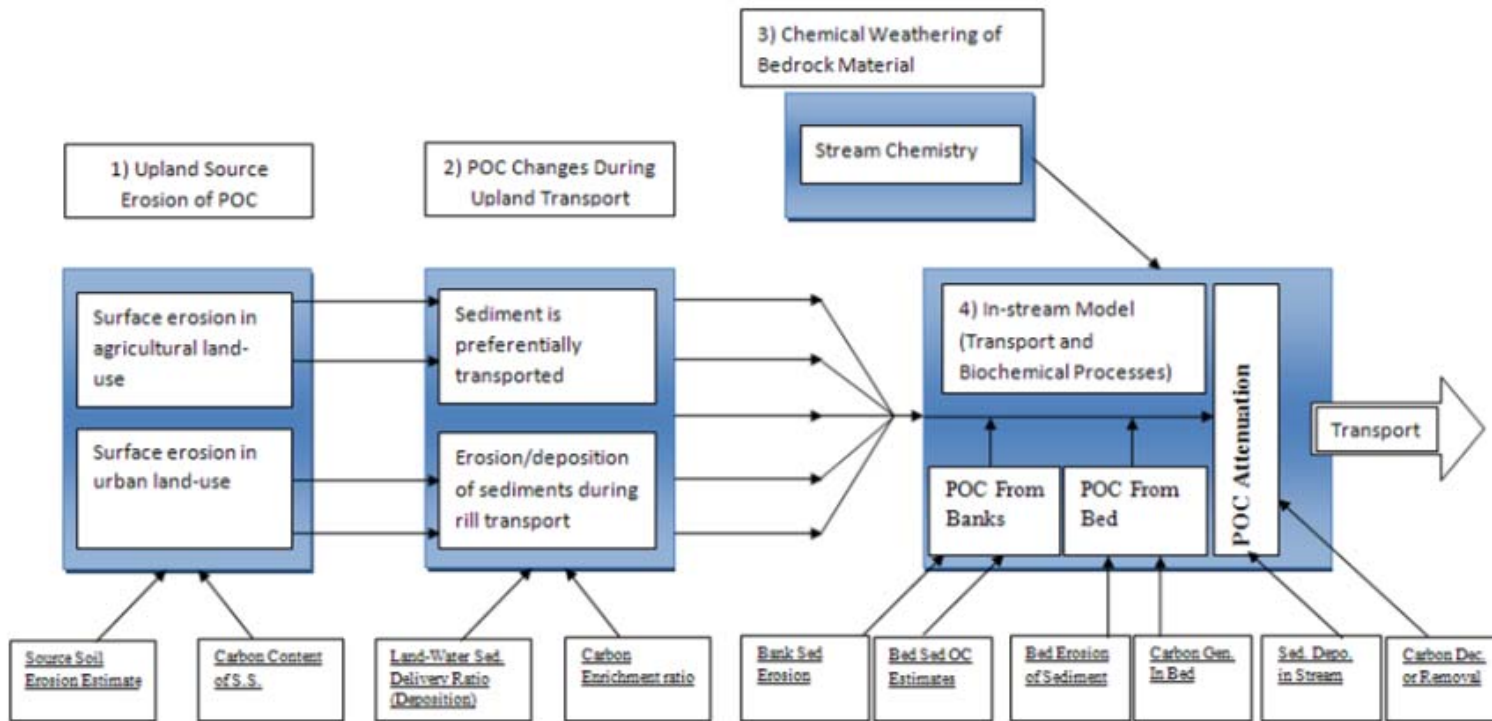 3) Chemical Weathering of
Bedrock Material
Stream Chemistry
1) Upland Source
Erosion of POC
2) POC Changes During
Upland Transport
Surface erosion in
agricultural land-
use
Surface erosion in
urban land-use
Sediment is
preferentially
transported
Erosion/deposition
of sediments during
rill transport
4) In-stream Model
(Transport and
Biochemical Processes)
POC From
Banks
POC From
Bed
POC Attenuation
Transport
Source Soil
Erosion Estimate
Carbon Content
of S.S.
Land-Water Sed.
Delivery Ratio
(Deposition)
Carbon
Enrichment ratio
Bank Sed
Erosion
Bed Sed OC
Estimates
Bed Erosion
of Sediment
Carbon Gen.
In Bed
Sed. Depo.
in Stream
Carbon Dec.
or Removal